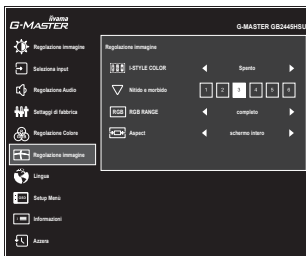 iiyama
G-MASTER
G-MASTER GB2445HSU
Regolazione immagine
Seleziona input
Regolazione Audio
Settaggi di fabbrica
Regolazione Colore
Regolazione immagine
Lingua
Setup Menù
Informazioni
Azzera
Regolazione immagine
I-STYLE COLOR
Spento
Nitido e morbido
1 2 3 4 5 6
RGB
RGB RANGE
completo
Aspect
schermo intero